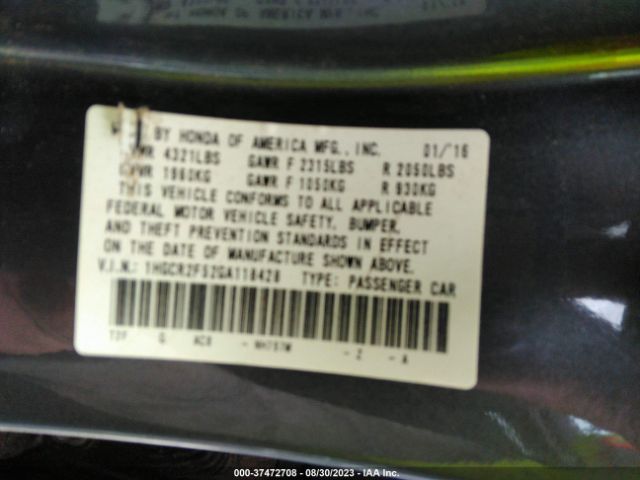 BY HONDA OF AMERICA MFG., INC. 01/'16
4321LBS GAWR F 2315LBS R 2050LBS
1960KG GAWR F 1050KG R 930KG
THIS VEHICLE CONFORMS TO ALL APPLICABLE
FEDERAL MOTOR VEHICLE SAFETY, BUMPER,
AND THEFT PREVENTION STANDARDS IN EFFECT
ON THE DATE OF MANUFACTURE SHOWN ABOVE.
V.I.N.: 1HGCR2F52GA118428 TYPE: PASSENGER CAR
ACX - NH737M - Z - A
000-37472708 - 08/30/2023 - IAA Inc.